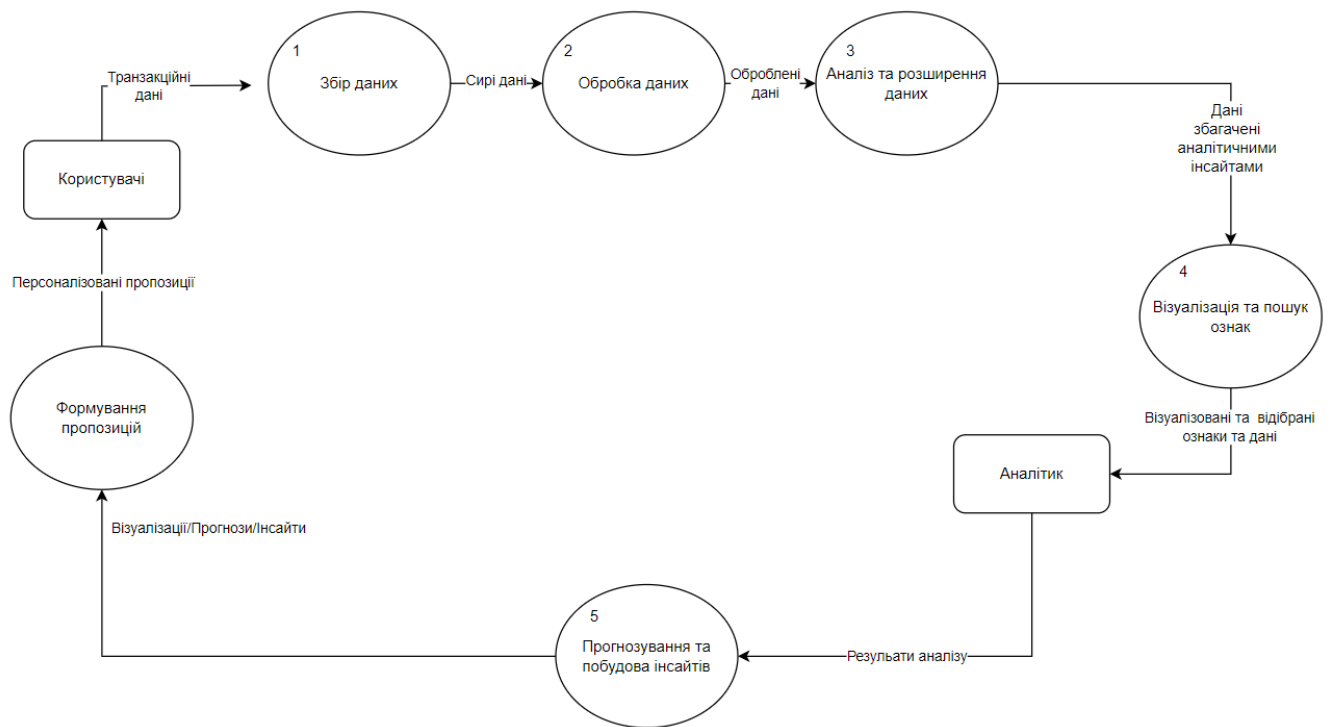 1
Збір даних
2
Обробка даних
3
Аналіз та розширення
даних
Транзакційні
дані
Сирі дані
Оброблені
дані
Дані
збагачені
аналітичними
інсайтами
Користувачі
Персоналізовані пропозиції
4
Візуалізація та пошук
ознак
Формування
пропозицій
Візуалізовані та відібрані
ознаки та дані
Аналітик
Візуалізації/Прогнози/Інсайти
5
Прогнозування та
побудова інсайтів
Резульати аналізу